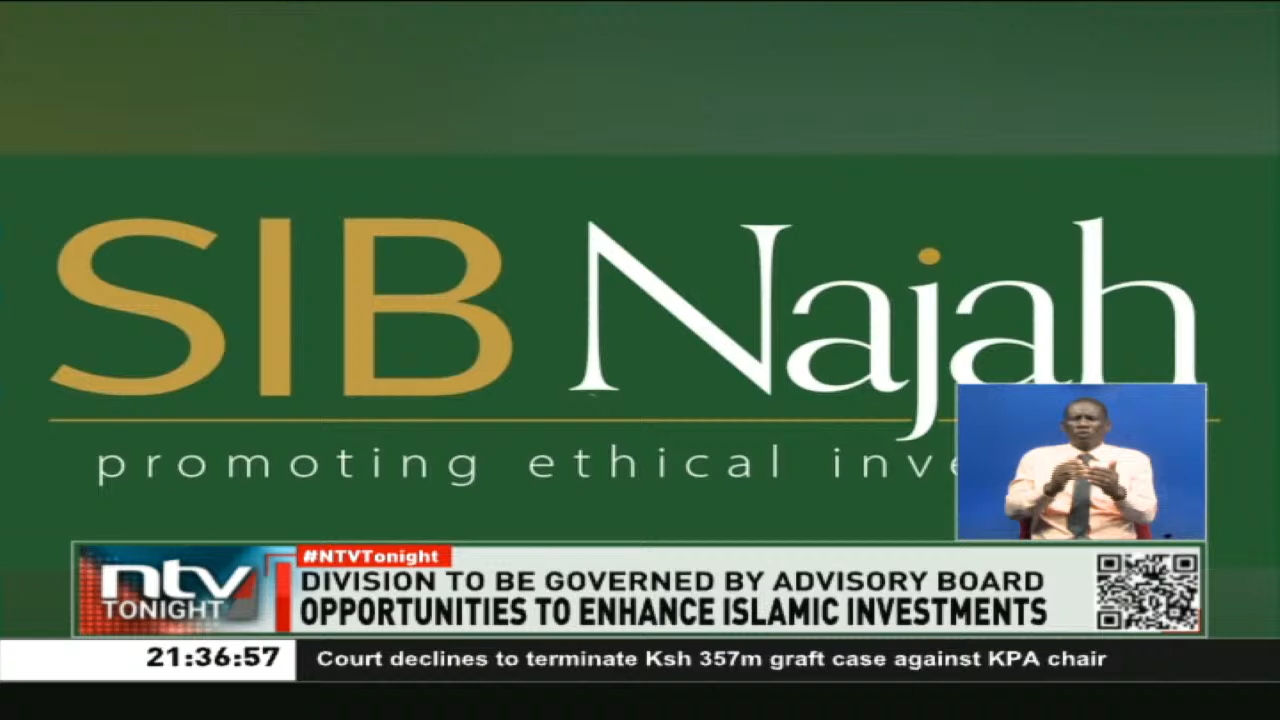 SIB Najah
promoting ethical inv
#NTVTonight
ntv
TONIGHT
DIVISION TO BE GOVERNED BY ADVISORY BOARD
OPPORTUNITIES TO ENHANCE ISLAMIC INVESTMENTS
21:36:57
Court declines to terminate Ksh 357m graft case against KPA chair